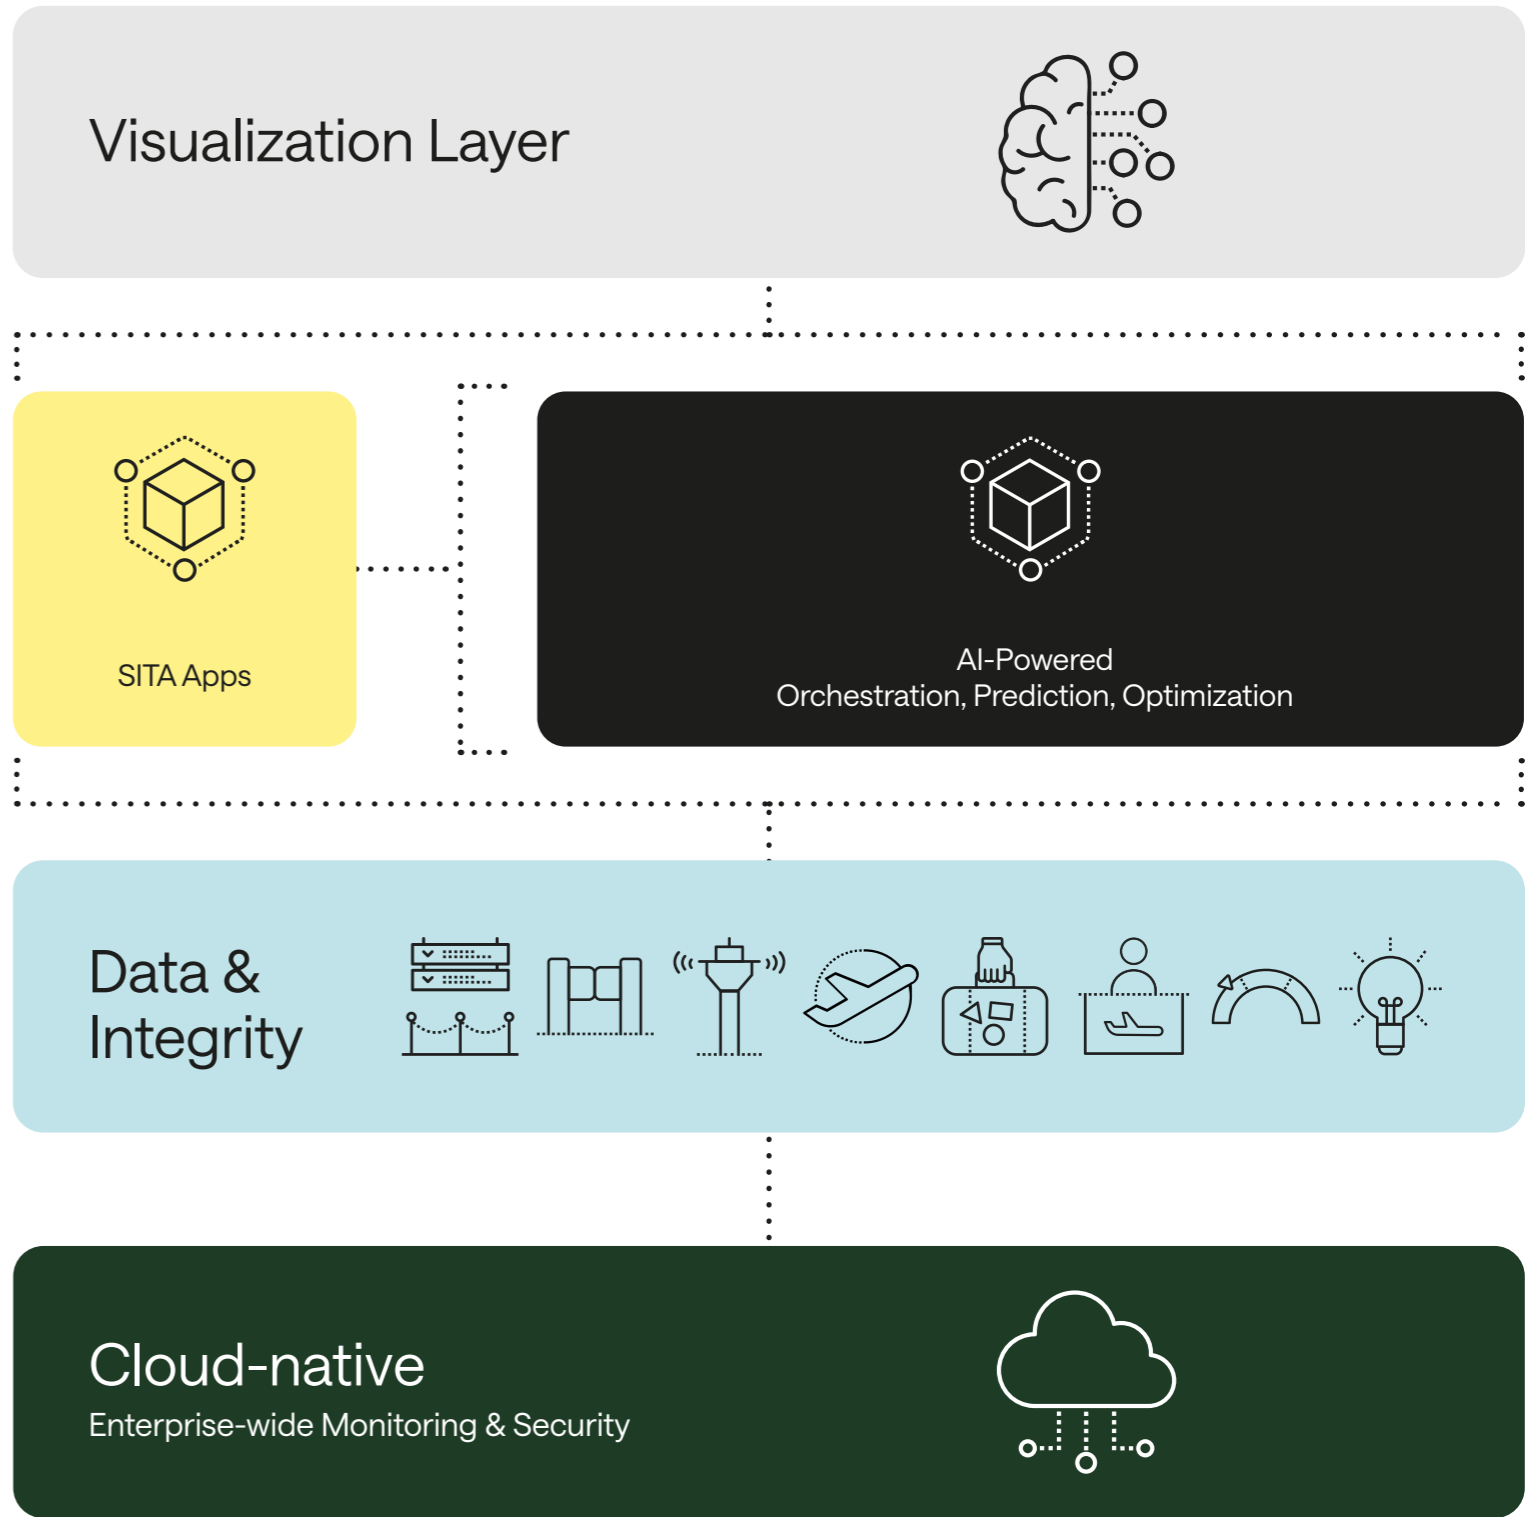 Visualization Layer
SITA Apps
AI-Powered
Orchestration, Prediction, Optimization
Data &
Integrity
Cloud-native
Enterprise-wide Monitoring & Security